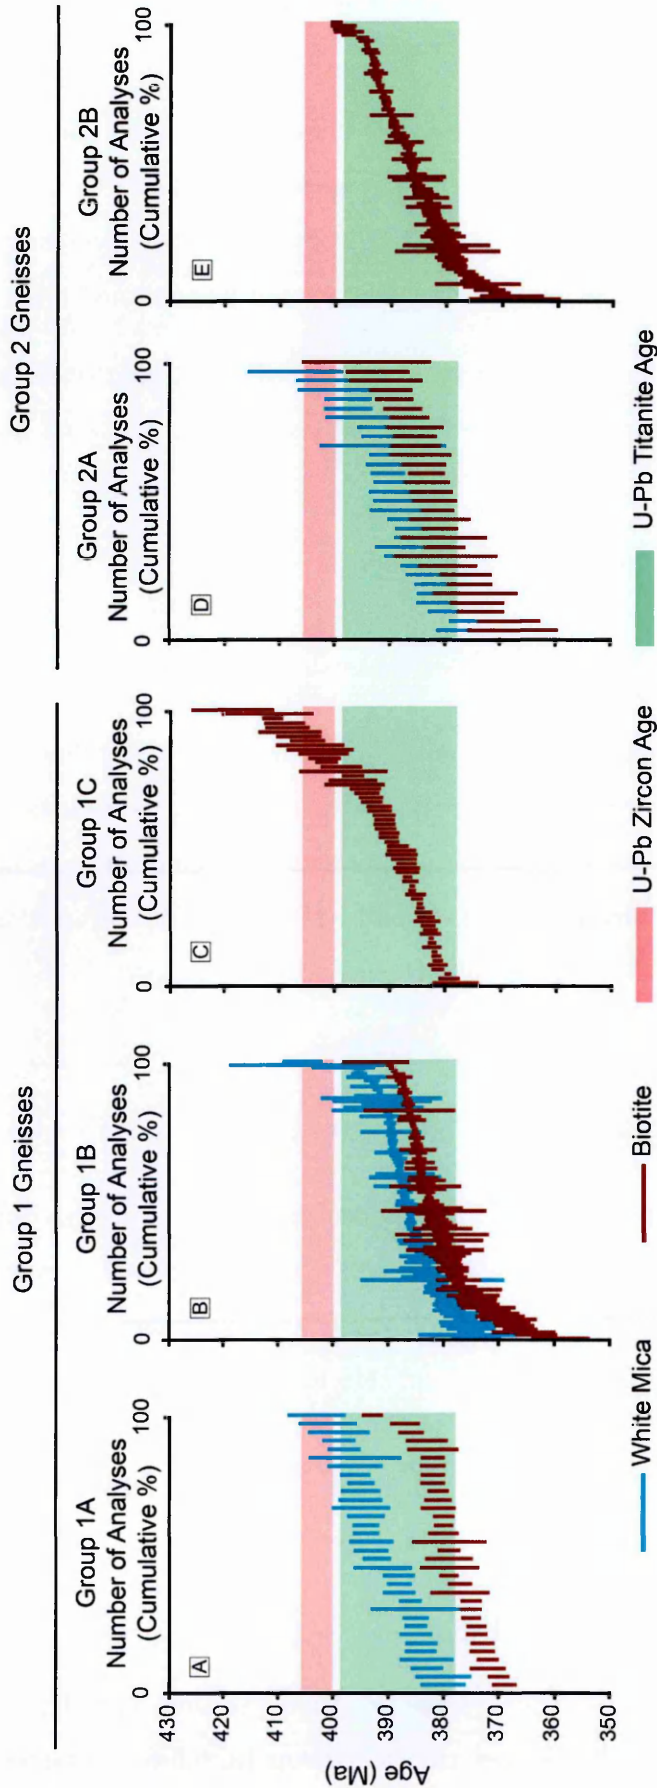 Group 1 Gneisses
Group 2 Gneisses
Group 1A
Number of Analyses
(Cumulative %)
0 100
A
Group 1B
Number of Analyses
(Cumulative %)
0 100
B
Group 1C
Number of Analyses
(Cumulative %)
0 100
C
Group 2A
Number of Analyses
(Cumulative %)
0 100
D
Group 2B
Number of Analyses
(Cumulative %)
0 100
E
Age (Ma)
430
420
410
400
390
380
370
360
350
White Mica
Biotite
U-Pb Zircon Age
U-Pb Titanite Age